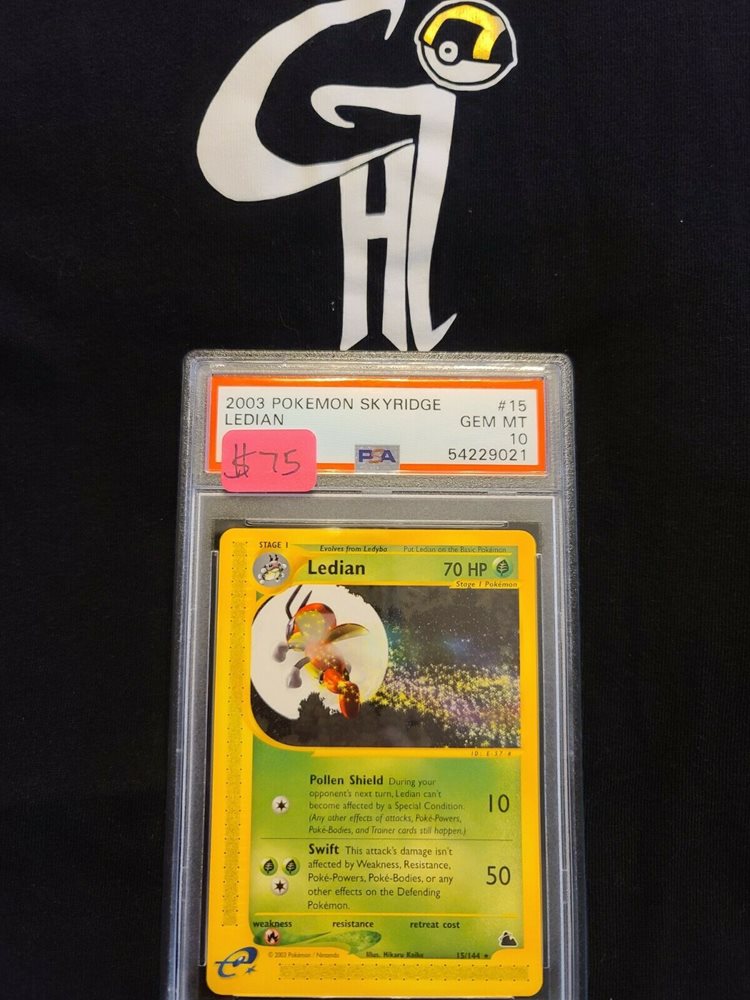 GHI
2003 POKEMON SKYRIDGE #15
LEDIAN GEM MT
10
54229021
$75
PSA
STAGE 1 Evolves from Ledyba Put Ledian on the Basic Pokémon
Ledian 70 HP
Stage 1 Pokémon
Pollen Shield During your
opponent's next turn, Ledian can't
become affected by a Special Condition.
(Any other effects of attacks, Poké-Powers,
Poké-Bodies, and Trainer cards still happen.)
10
Swift This attack's damage isn't
affected by Weakness, Resistance,
Poké-Powers, Poké-Bodies, or any
other effects on the Defending
Pokémon.
50
weakness resistance retreat cost
e
© 2002 Pokémon / Nintendo Illus. Hikaru Koike 15/144 ★